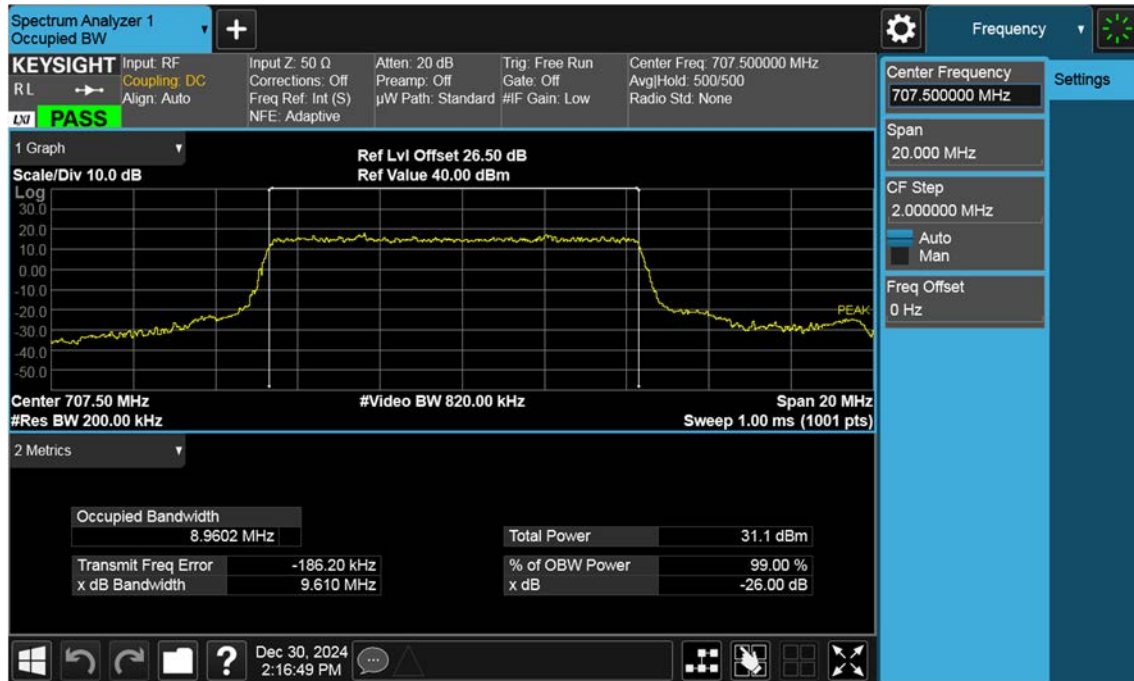 Spectrum Analyzer 1
Occupied BW
+
Frequency
KEYSIGHT
RL
LXI PASS
Input: RF
Coupling: DC
Align: Auto
Input Z: 50 Ω
Corrections: Off
Freq Ref: Int (S)
NFE: Adaptive
Atten: 20 dB
Preamp: Off
µW Path: Standard
Trig: Free Run
Gate: Off
#IF Gain: Low
Center Freq: 707.500000 MHz
Avg|Hold: 500/500
Radio Std: None
Center Frequency
707.500000 MHz
Settings
Span
20.000 MHz
CF Step
2.000000 MHz
Auto
Man
Freq Offset
0 Hz
1 Graph
Scale/Div 10.0 dB
Ref Lvl Offset 26.50 dB
Ref Value 40.00 dBm
Log
30.0
20.0
10.0
0.00
-10.0
-20.0
-30.0
-40.0
-50.0
PEAK
Center 707.50 MHz
#Video BW 820.00 kHz
Span 20 MHz
#Res BW 200.00 kHz
Sweep 1.00 ms (1001 pts)
2 Metrics
Occupied Bandwidth
8.9602 MHz
Total Power 31.1 dBm
Transmit Freq Error -186.20 kHz
% of OBW Power 99.00 %
x dB Bandwidth 9.610 MHz
x dB -26.00 dB
?
Dec 30, 2024
2:16:49 PM